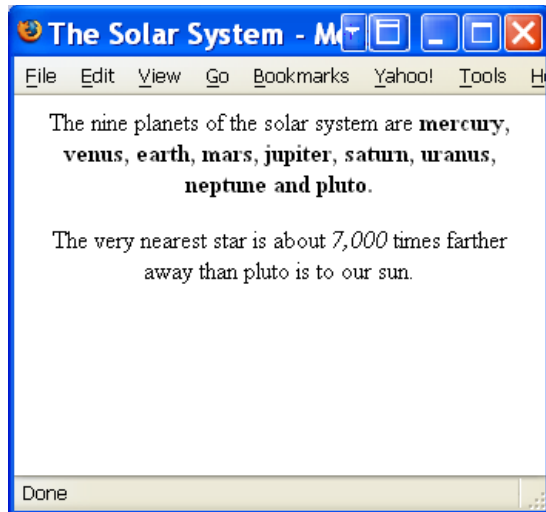 The Solar System - Mo
File Edit View Go Bookmarks Yahoo! Tools He
The nine planets of the solar system are mercury,
venus, earth, mars, jupiter, saturn, uranus,
neptune and pluto.
The very nearest star is about 7,000 times farther
away than pluto is to our sun.
Done